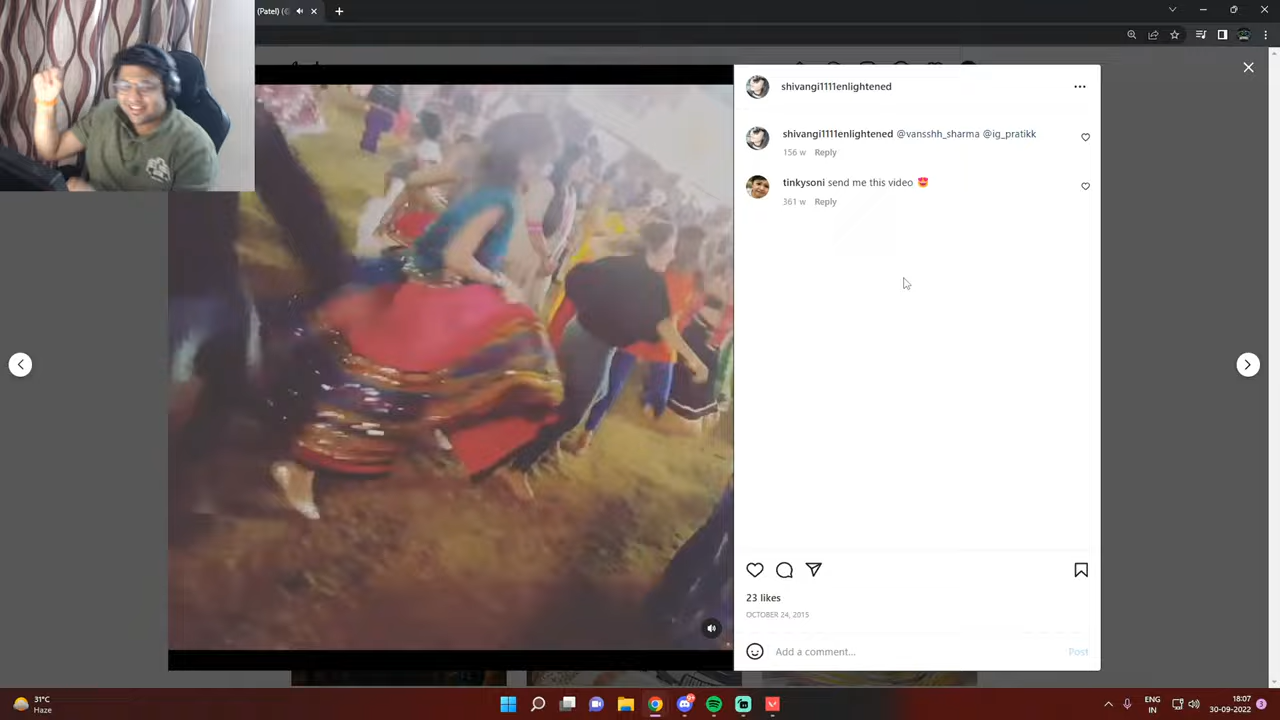 (Patel) (
shivangi1111enlightened
shivangi1111enlightened @vansshh_sharma @ig_pratikk
156 w Reply
tinkysoni send me this video 😍
361 w Reply
23 likes
OCTOBER 24, 2015
Add a comment... Post
31°C
Haze
ENG
IN
18:07
30-09-2022